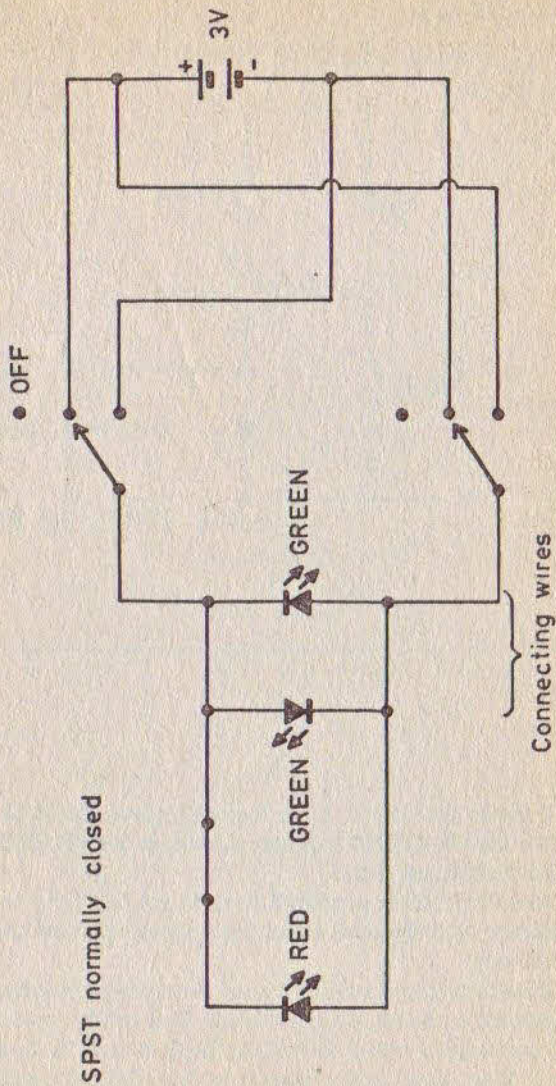 SPST normally closed
OFF
+
3V
-
RED
GREEN
GREEN
Connecting wires